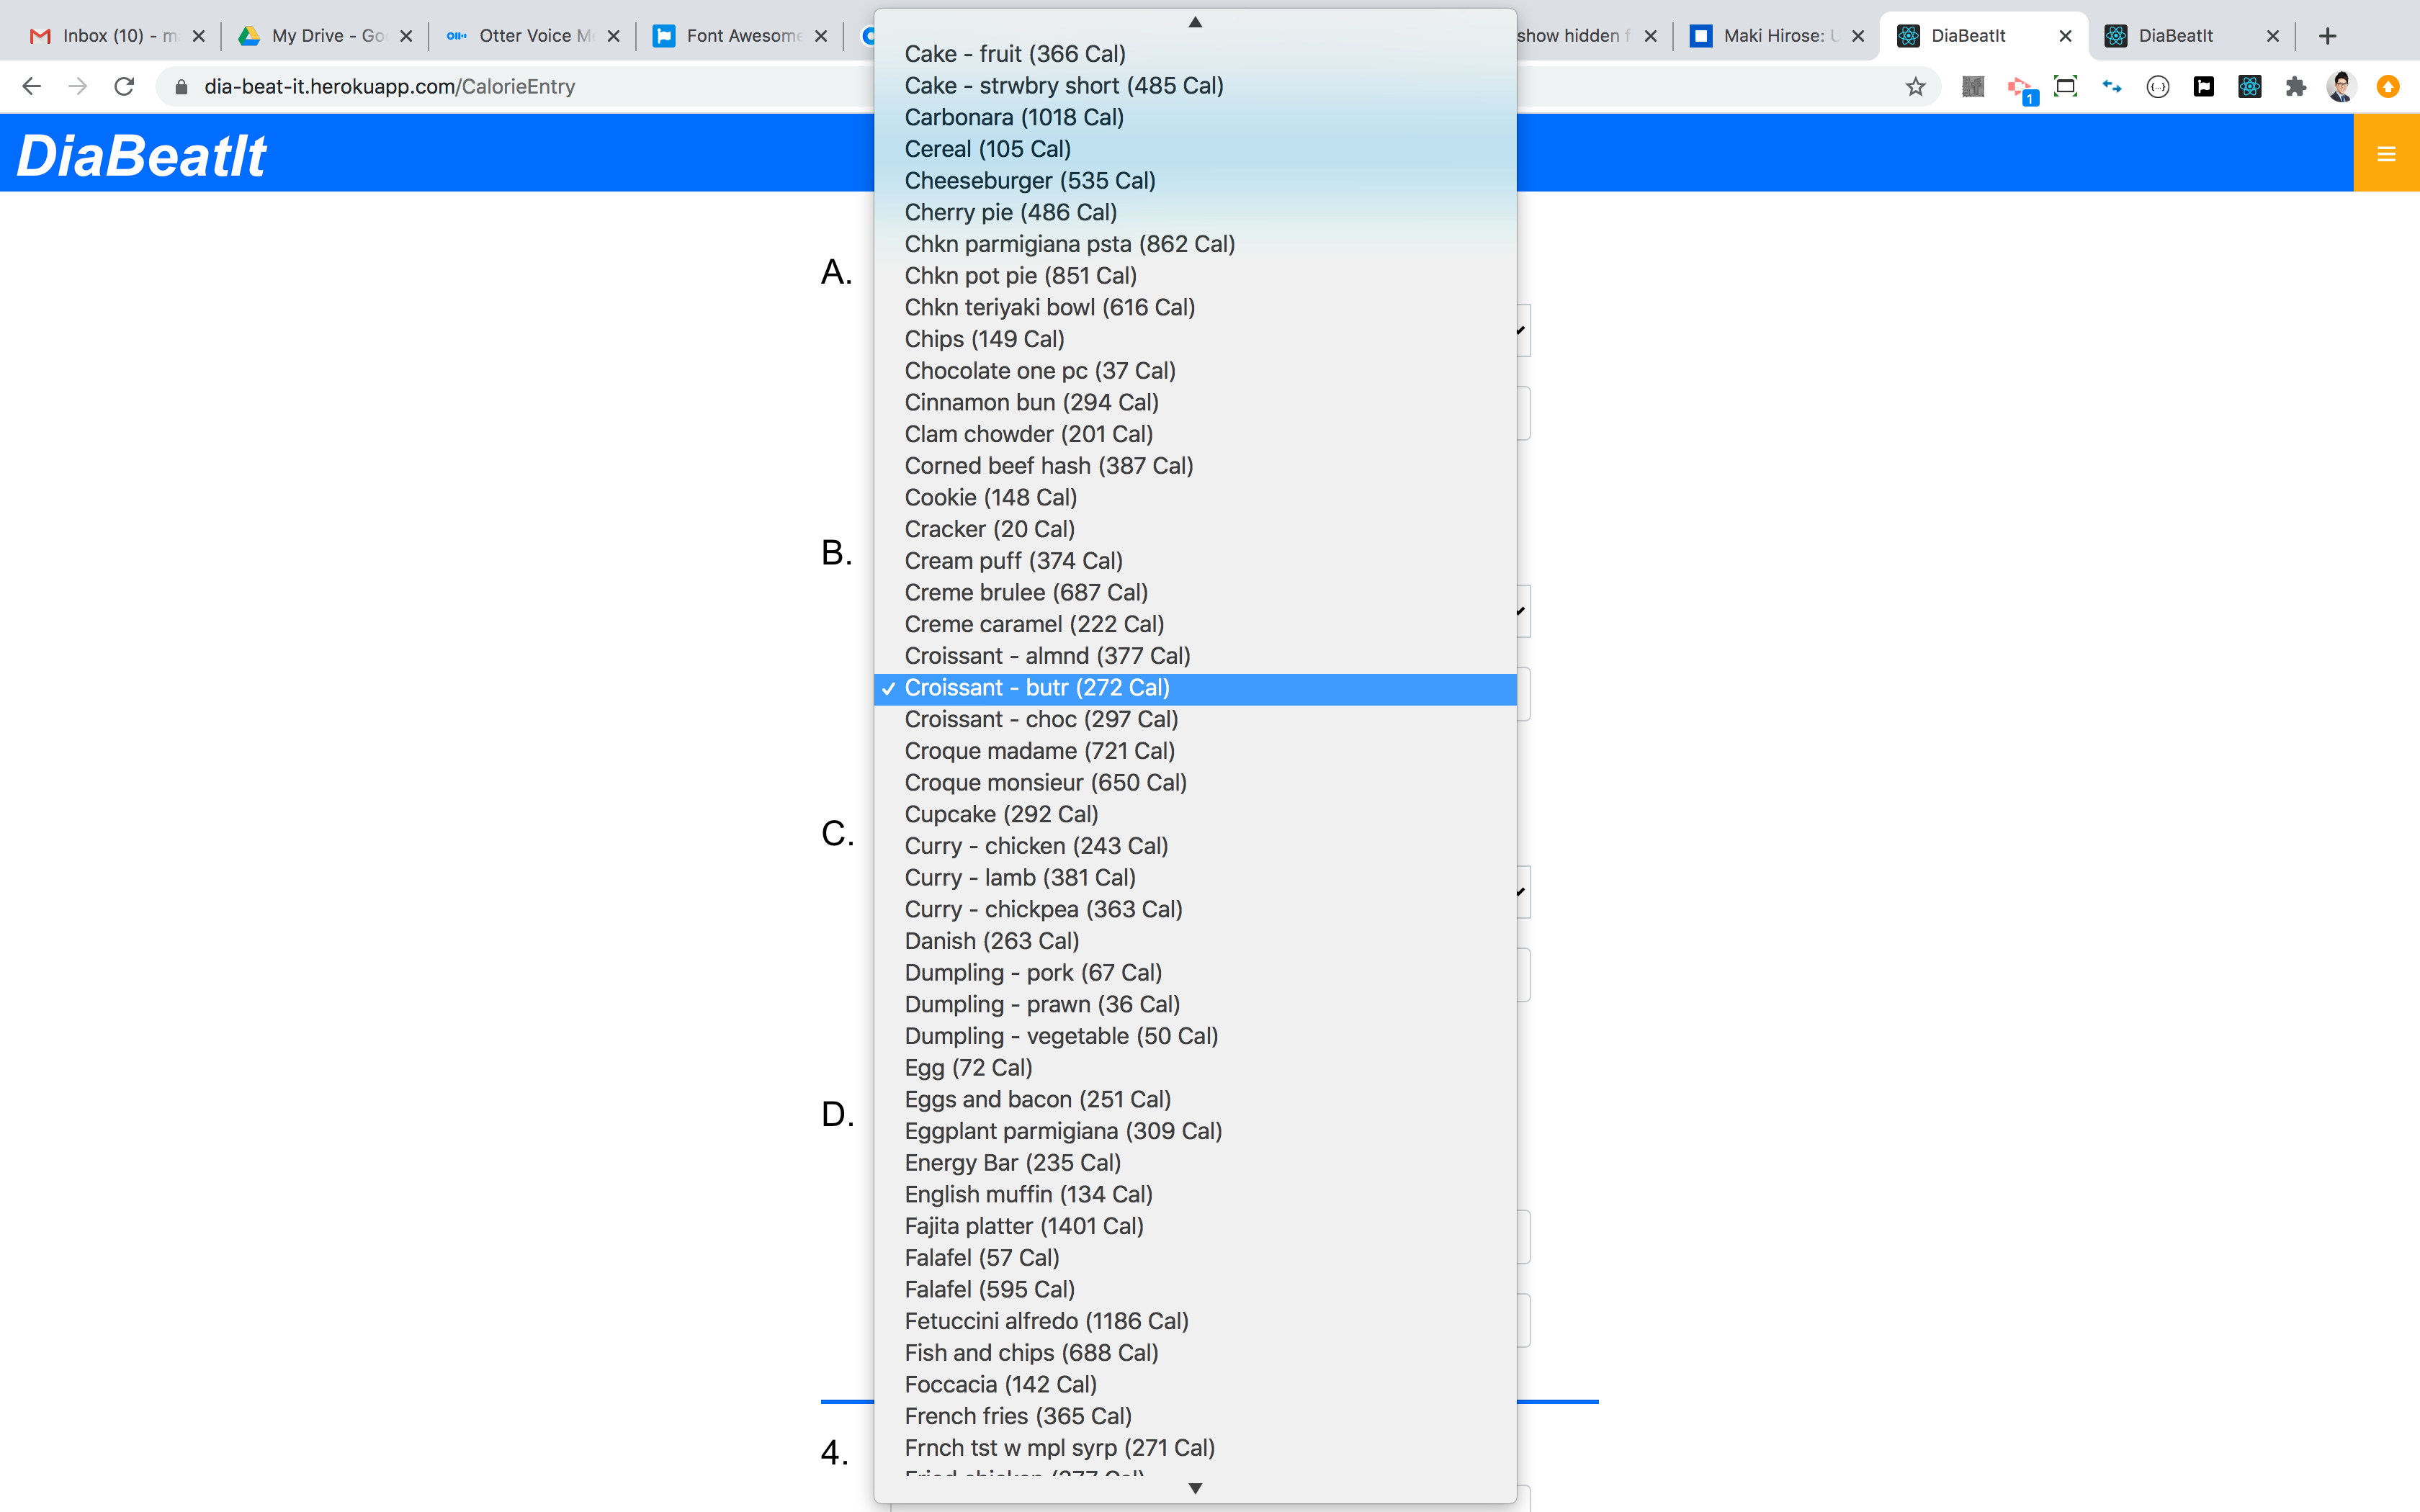 Inbox (10) - m
My Drive - Go
Otter Voice M
Font Awesome
show hidden f
Maki Hirose: U
DiaBeatIt
DiaBeatIt
dia-beat-it.herokuapp.com/CalorieEntry
1
DiaBeatIt
Cake - fruit (366 Cal)
Cake - strwbry short (485 Cal)
Carbonara (1018 Cal)
Cereal (105 Cal)
Cheeseburger (535 Cal)
Cherry pie (486 Cal)
Chkn parmigiana psta (862 Cal)
A.
Chkn pot pie (851 Cal)
Chkn teriyaki bowl (616 Cal)
Chips (149 Cal)
Chocolate one pc (37 Cal)
Cinnamon bun (294 Cal)
Clam chowder (201 Cal)
Corned beef hash (387 Cal)
Cookie (148 Cal)
Cracker (20 Cal)
B.
Cream puff (374 Cal)
Creme brulee (687 Cal)
Creme caramel (222 Cal)
Croissant - almnd (377 Cal)
✓ Croissant - butr (272 Cal)
Croissant - choc (297 Cal)
Croque madame (721 Cal)
Croque monsieur (650 Cal)
Cupcake (292 Cal)
C.
Curry - chicken (243 Cal)
Curry - lamb (381 Cal)
Curry - chickpea (363 Cal)
Danish (263 Cal)
Dumpling - pork (67 Cal)
Dumpling - prawn (36 Cal)
Dumpling - vegetable (50 Cal)
Egg (72 Cal)
Eggs and bacon (251 Cal)
D.
Eggplant parmigiana (309 Cal)
Energy Bar (235 Cal)
English muffin (134 Cal)
Fajita platter (1401 Cal)
Falafel (57 Cal)
Falafel (595 Cal)
Fetuccini alfredo (1186 Cal)
Fish and chips (688 Cal)
Foccacia (142 Cal)
French fries (365 Cal)
4.
Frnch tst w mpl syrp (271 Cal)